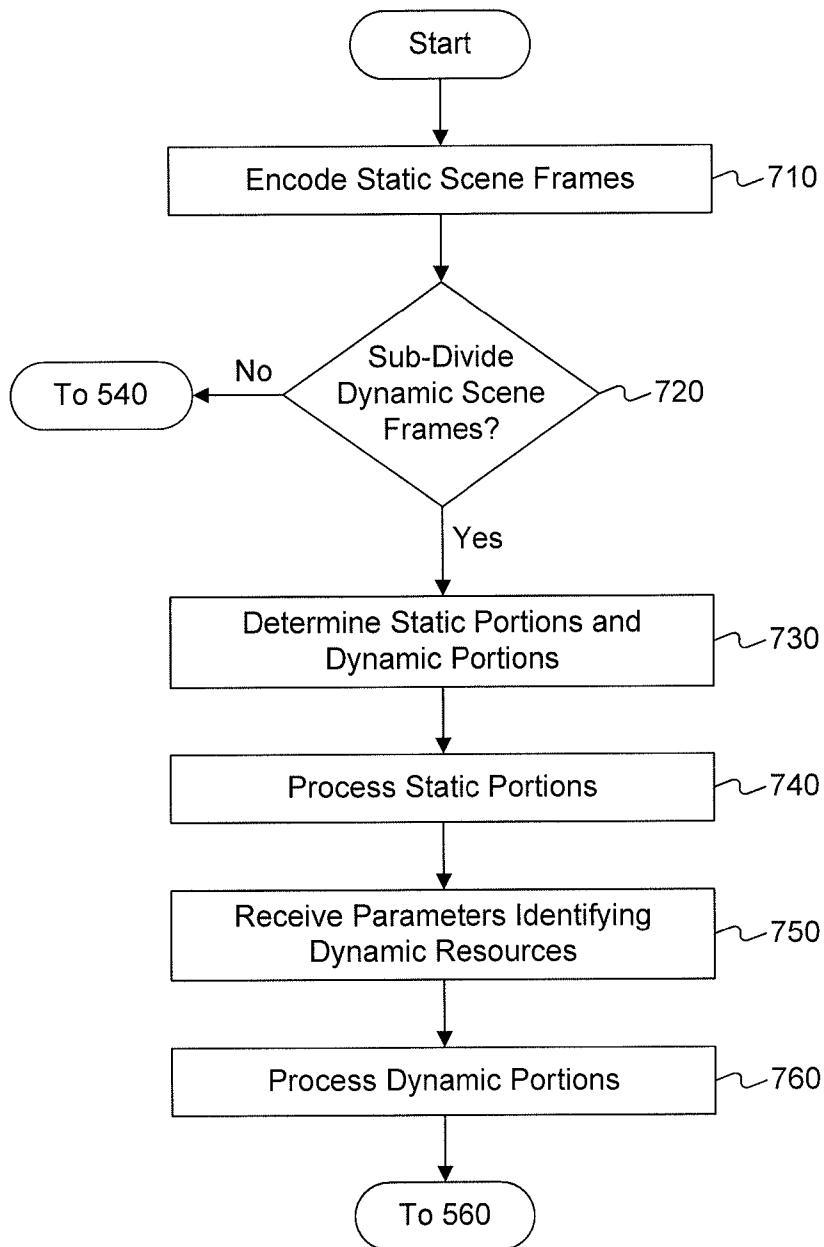 Start
Encode Static Scene Frames
710
Sub-Divide
Dynamic Scene
Frames?
720
No
To 540
Yes
Determine Static Portions and
Dynamic Portions
730
Process Static Portions
740
Receive Parameters Identifying
Dynamic Resources
750
Process Dynamic Portions
760
To 560